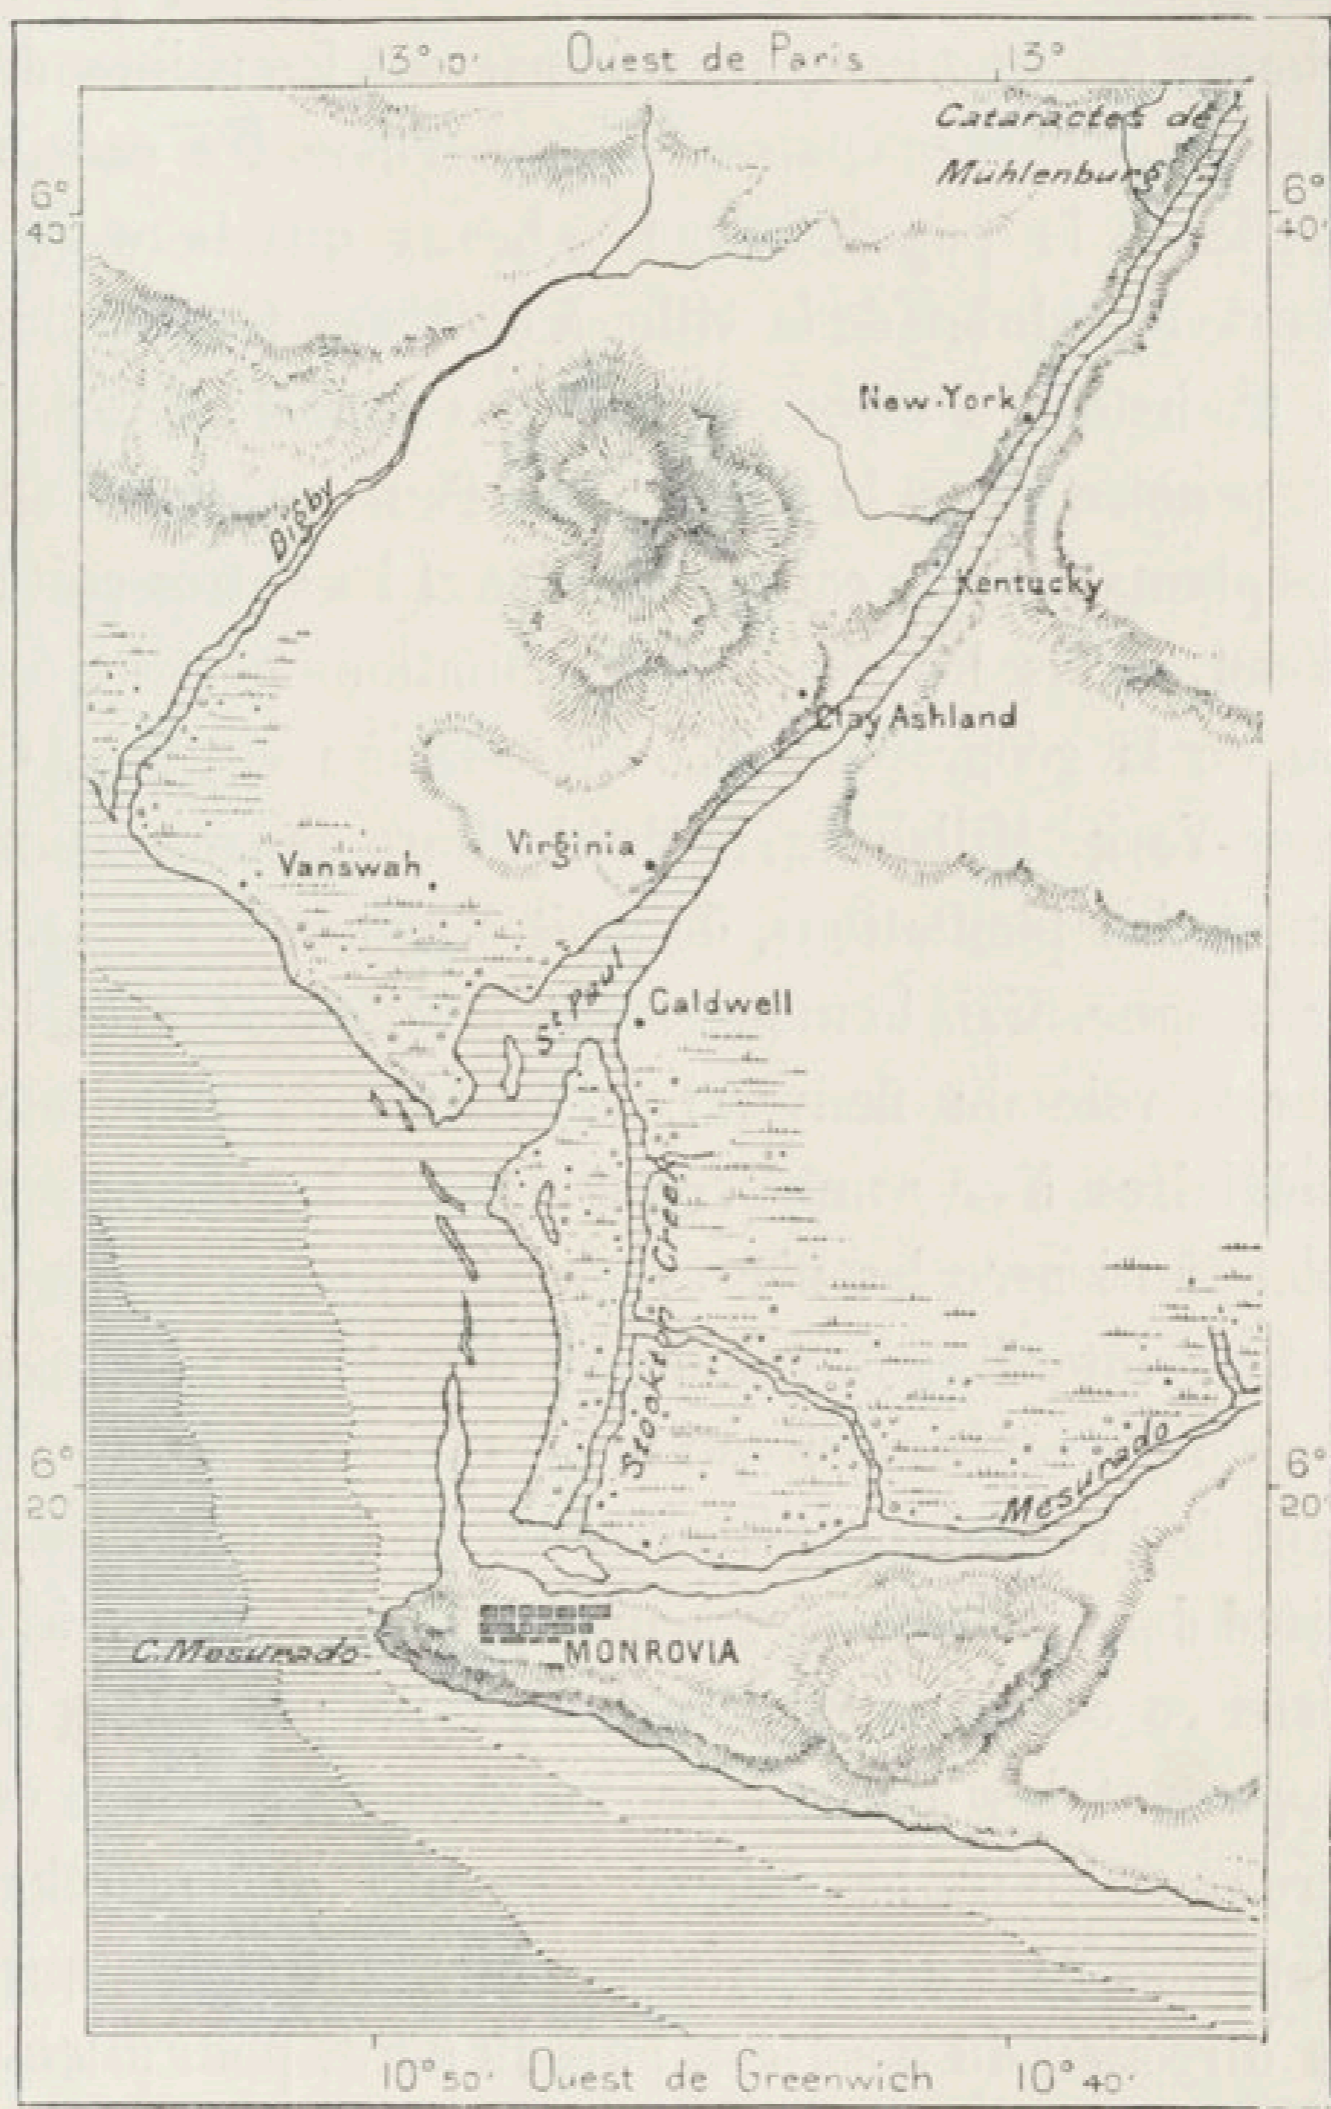 13° 10' Ouest de Paris 13°
Cataractes de
Mühlenburg
6°
40'
6°
40'
New-York
Digby
Kentucky
Clay Ashland
Virginia
Vanswah
St Paul
Caldwell
Stockton Creek
Mesurado
6°
20'
6°
20'
C. Mesurado
MONROVIA
10° 50' Ouest de Greenwich 10° 40'